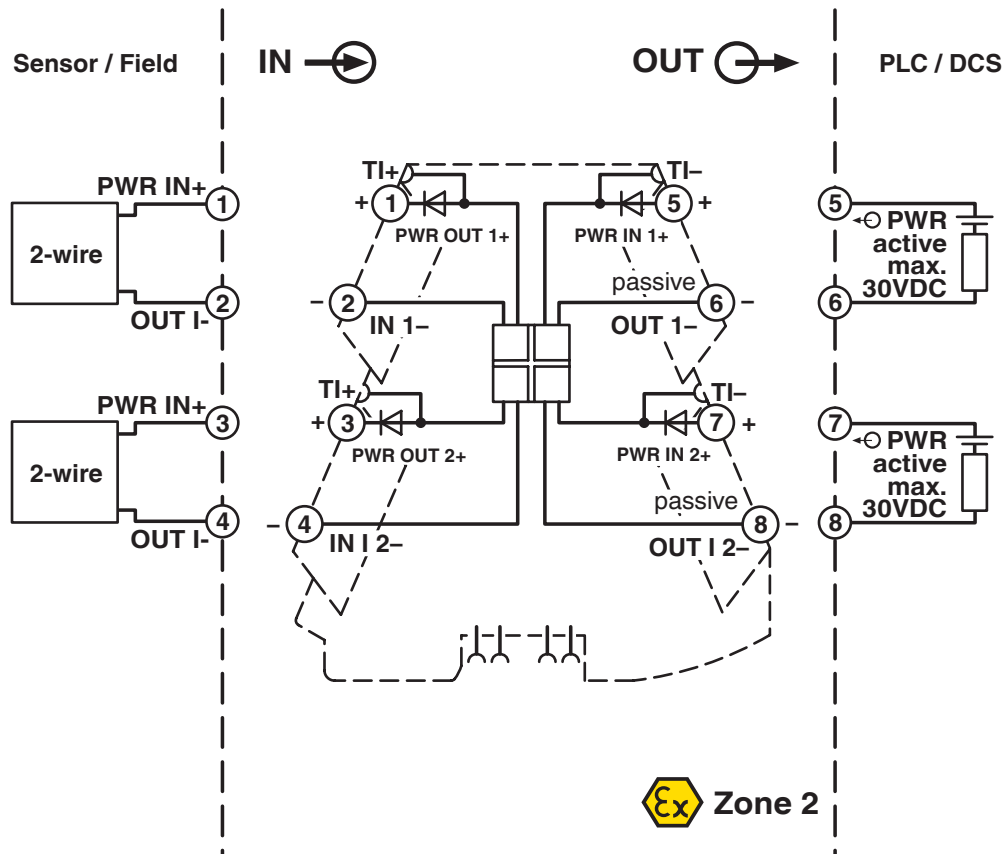 Sensor / Field
IN
OUT
PLC / DCS
PWR IN+
1
2-wire
2
OUT I-
PWR IN+
3
2-wire
4
OUT I-
TI+
+ 1
PWR OUT 1+
– 2
IN 1–
TI+
+ 3
PWR OUT 2+
– 4
IN I 2–
TI–
5 +
PWR IN 1+
passive
6 –
OUT 1–
TI–
7 +
PWR IN 2+
passive
8 –
OUT I 2–
5
PWR
active
max.
30VDC
6
7
PWR
active
max.
30VDC
8
Ex Zone 2